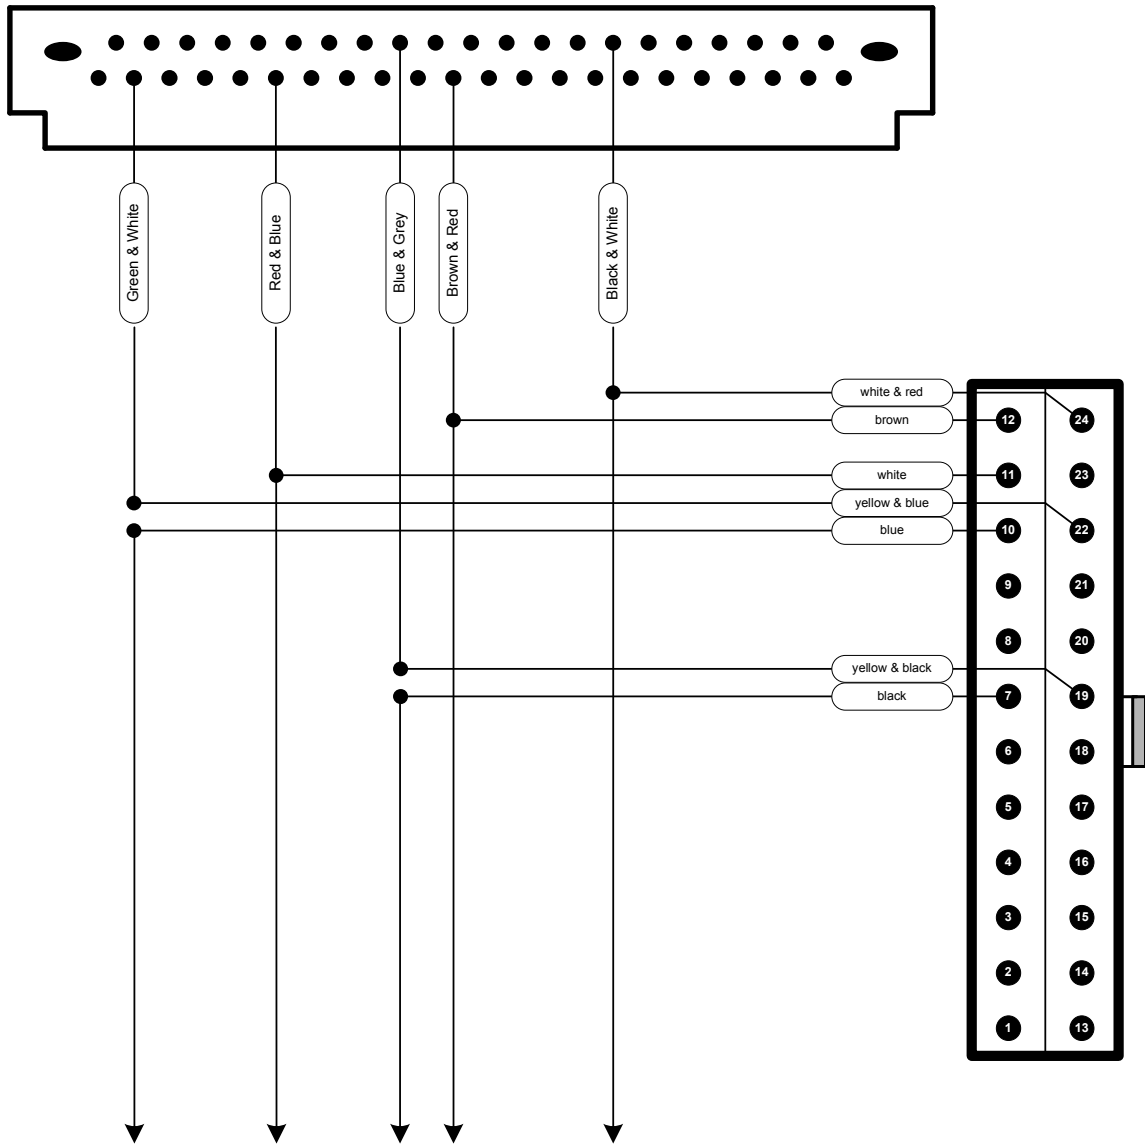 Green & White
Red & Blue
Blue & Grey
Brown & Red
Black & White
white & red
brown
12 24
white
11 23
yellow & blue
blue
10 22
9 21
8 20
yellow & black
black
7 19
6 18
5 17
4 16
3 15
2 14
1 13